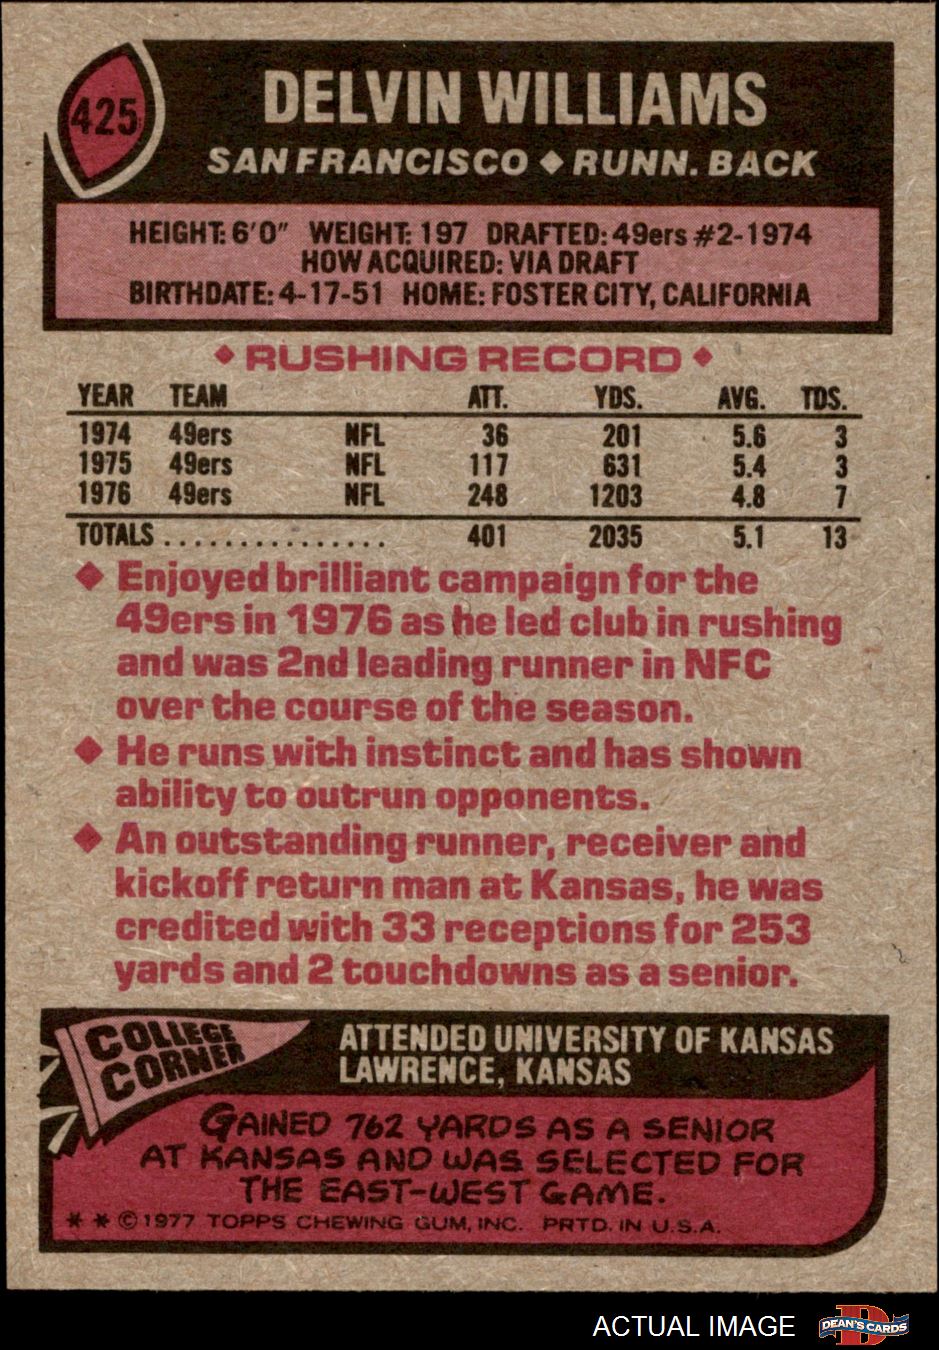 425
DELVIN WILLIAMS
SAN FRANCISCO ◆ RUNN. BACK
HEIGHT: 6'0" WEIGHT: 197 DRAFTED: 49ers #2-1974
HOW ACQUIRED: VIA DRAFT
BIRTHDATE: 4-17-51 HOME: FOSTER CITY, CALIFORNIA
◆ RUSHING RECORD ◆
YEAR TEAM ATT. YDS. AVG. TDS.
1974 49ers NFL 36 201 5.6 3
1975 49ers NFL 117 631 5.4 3
1976 49ers NFL 248 1203 4.8 7
TOTALS . . . . . . . . . . . . . . . 401 2035 5.1 13
◆ Enjoyed brilliant campaign for the
49ers in 1976 as he led club in rushing
and was 2nd leading runner in NFC
over the course of the season.
◆ He runs with instinct and has shown
ability to outrun opponents.
◆ An outstanding runner, receiver and
kickoff return man at Kansas, he was
credited with 33 receptions for 253
yards and 2 touchdowns as a senior.
COLLEGE
CORNER
ATTENDED UNIVERSITY OF KANSAS
LAWRENCE, KANSAS
GAINED 762 YARDS AS A SENIOR
AT KANSAS AND WAS SELECTED FOR
THE EAST-WEST GAME.
* * © 1977 TOPPS CHEWING GUM, INC. PRTD. IN U.S.A.
ACTUAL IMAGE
DEAN'S CARDS